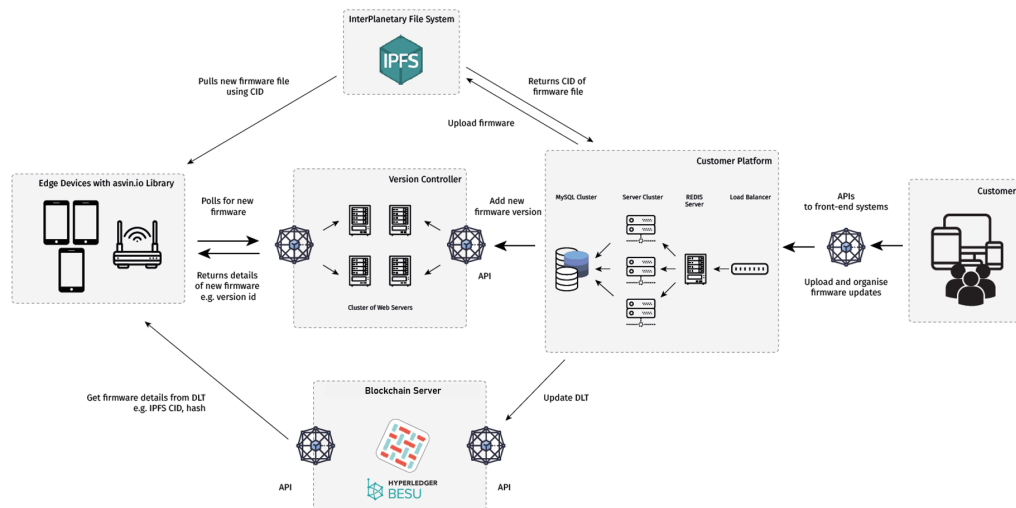 InterPlanetary File System
IPFS
Pulls new firmware file
using CID
Returns CID of
firmware file
Upload firmware
Edge Devices with asvin.io Library
Polls for new
firmware
Returns details
of new firmware
e.g. version id
Version Controller
Cluster of Web Servers
Add new
firmware version
API
Customer Platform
MySQL Cluster
Server Cluster
REDIS
Server
Load Balancer
APIs
to front-end systems
Upload and organise
firmware updates
Customer
Get firmware details from DLT
e.g. IPFS CID, hash
Update DLT
Blockchain Server
API
HYPERLEDGER
BESU
API